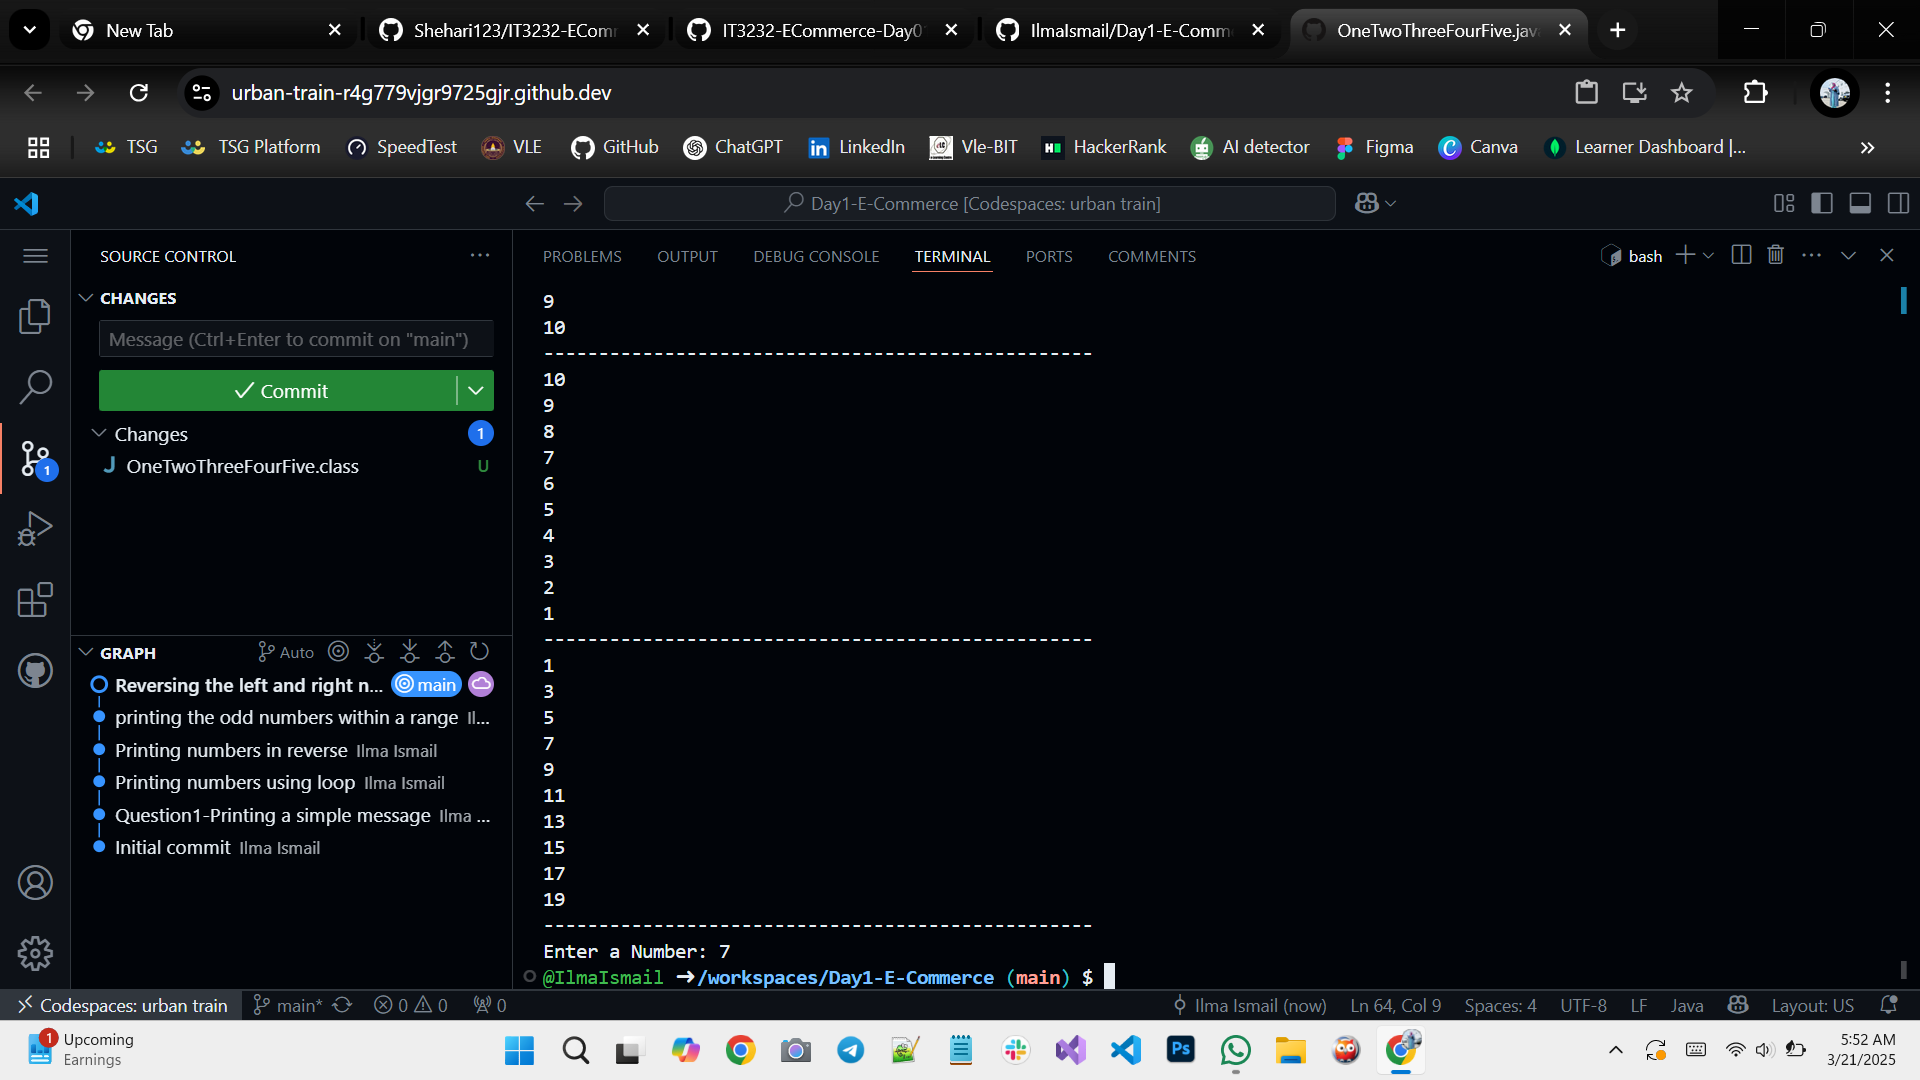 New Tab
Shehari123/IT3232-EComm
IT3232-ECommerce-Day0
IlmaIsmail/Day1-E-Comme
OneTwoThreeFourFive.jav
urban-train-r4g779vjgr9725gjr.github.dev
TSG
TSG Platform
SpeedTest
VLE
GitHub
ChatGPT
LinkedIn
Vle-BIT
HackerRank
AI detector
Figma
Canva
Learner Dashboard |...
Day1-E-Commerce [Codespaces: urban train]
SOURCE CONTROL
CHANGES
Message (Ctrl+Enter to commit on "main")
Commit
Changes
1
OneTwoThreeFourFive.class
U
1
GRAPH
Auto
Reversing the left and right n...
main
printing the odd numbers within a range Il...
Printing numbers in reverse Ilma Ismail
Printing numbers using loop Ilma Ismail
Question1-Printing a simple message Ilma ...
Initial commit Ilma Ismail
PROBLEMS
OUTPUT
DEBUG CONSOLE
TERMINAL
PORTS
COMMENTS
bash
9
10
--------------------------------------------------
10
9
8
7
6
5
4
3
2
1
--------------------------------------------------
1
3
5
7
9
11
13
15
17
19
--------------------------------------------------
Enter a Number: 7
@IlmaIsmail ➜/workspaces/Day1-E-Commerce (main) $
Codespaces: urban train
main*
0
0
0
Ilma Ismail (now)
Ln 64, Col 9
Spaces: 4
UTF-8
LF
Java
Layout: US
1
Upcoming
Earnings
Ps
5:52 AM
3/21/2025